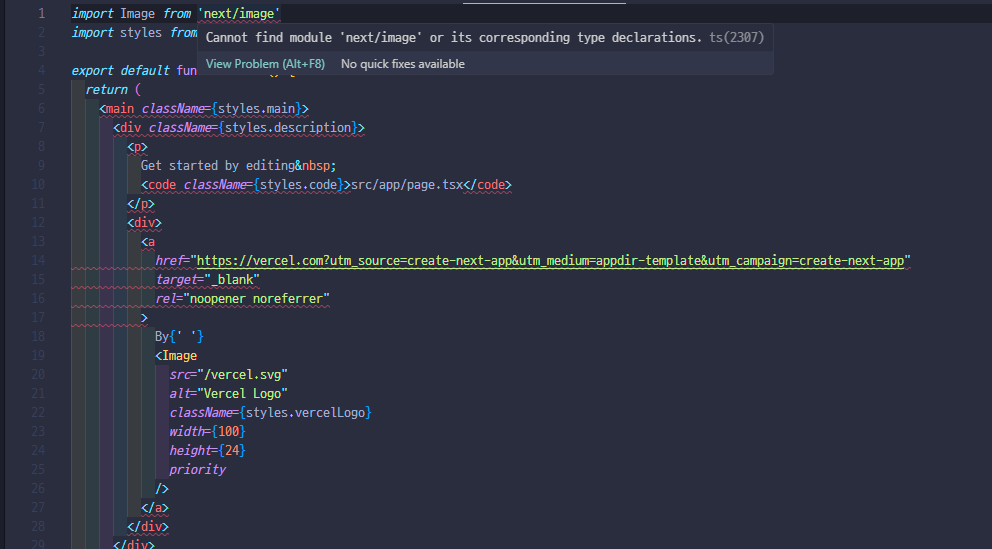 1 import Image from 'next/image'
2 import styles from
Cannot find module 'next/image' or its corresponding type declarations. ts(2307)
3
View Problem (Alt+F8) No quick fixes available
4 export default fun
5 return (
6 <main className={styles.main}>
7 <div className={styles.description}>
8 <p>
9 Get started by editing&nbsp;
10 <code className={styles.code}>src/app/page.tsx</code>
11 </p>
12 <div>
13 <a
14 href="https://vercel.com?utm_source=create-next-app&utm_medium=appdir-template&utm_campaign=create-next-app"
15 target="_blank"
16 rel="noopener noreferrer"
17 >
18 By{' '}
19 <Image
20 src="/vercel.svg"
21 alt="Vercel Logo"
22 className={styles.vercelLogo}
23 width={100}
24 height={24}
25 priority
26 />
27 </a>
28 </div>
29 </div>